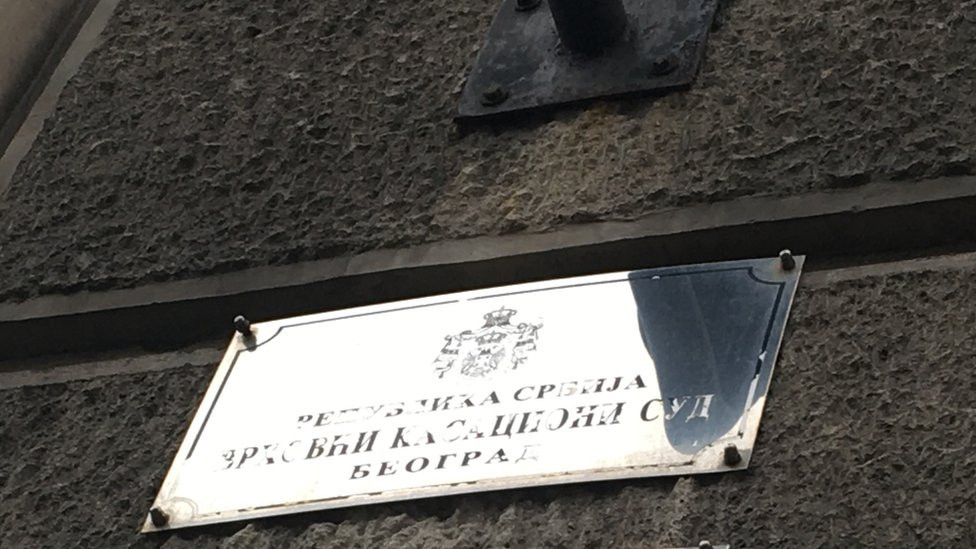 РЕПУБЛИКА СРБИЈА
ВРХОВНИ КАСАЦИОНИ СУД
БЕОГРАД